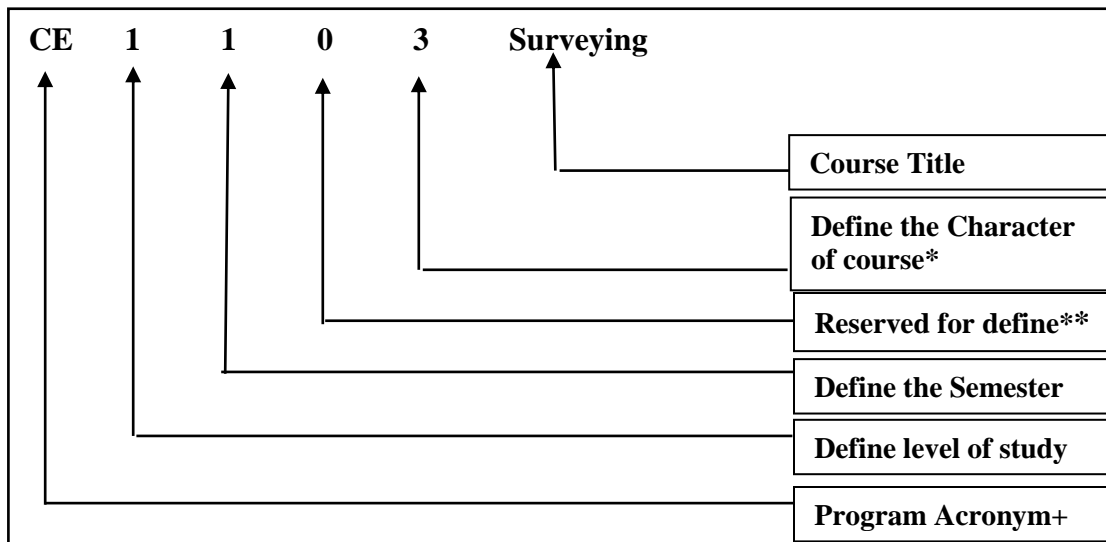 CE 1 1 0 3 Surveying
Course Title
Define the Character
of course*
Reserved for define**
Define the Semester
Define level of study
Program Acronym+